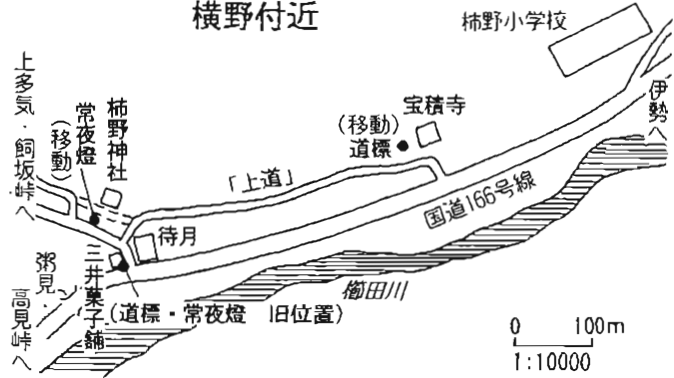 横野付近
柿野小学校
伊勢へ
宝積寺
(移動)
道標
「上道」
国道166号線
櫛田川
上多気・飼坂峠へ
(移動)
常夜燈
柿野神社
待月
三井菓子舗
粥見
高見峠へ
(道標・常夜燈 旧位置)
0 100m
1:10000